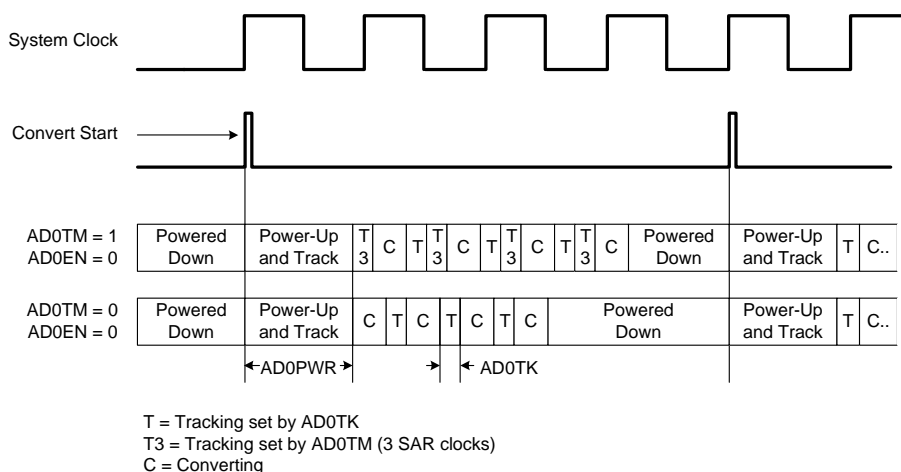 System Clock
Convert Start
AD0TM = 1
AD0EN = 0
Powered
Down
Power-Up
and Track
T
3
C
T
T
3
C
T
T
3
C
T
T
3
C
Powered
Down
Power-Up
and Track
T
C..
AD0TM = 0
AD0EN = 0
Powered
Down
Power-Up
and Track
C
T
C
T
C
T
C
Powered
Down
Power-Up
and Track
T
C..
AD0PWR
AD0TK
T = Tracking set by AD0TK
T3 = Tracking set by AD0TM (3 SAR clocks)
C = Converting